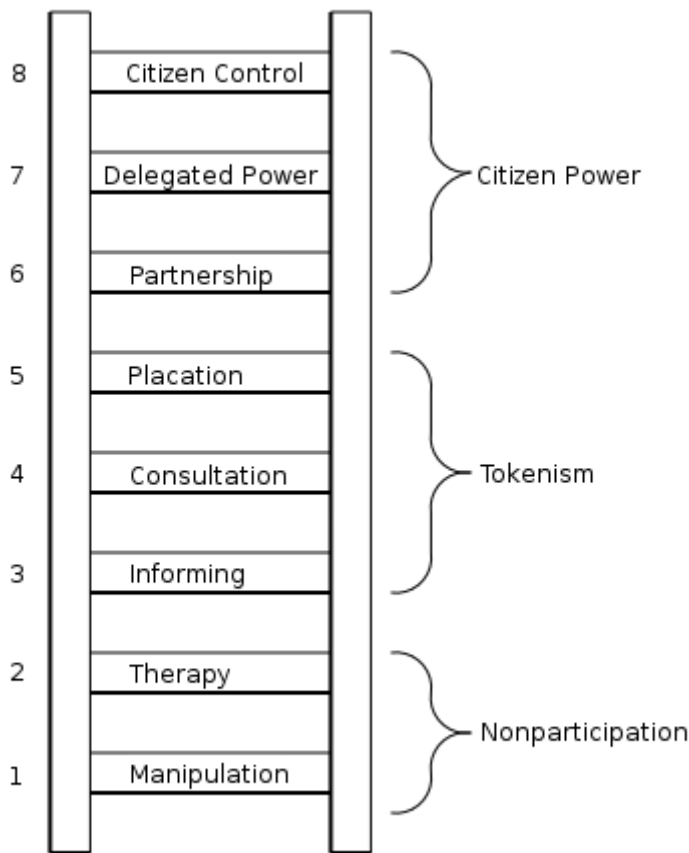 8 Citizen Control
7 Delegated Power
Citizen Power
6 Partnership
5 Placation
4 Consultation
Tokenism
3 Informing
2 Therapy
Nonparticipation
1 Manipulation